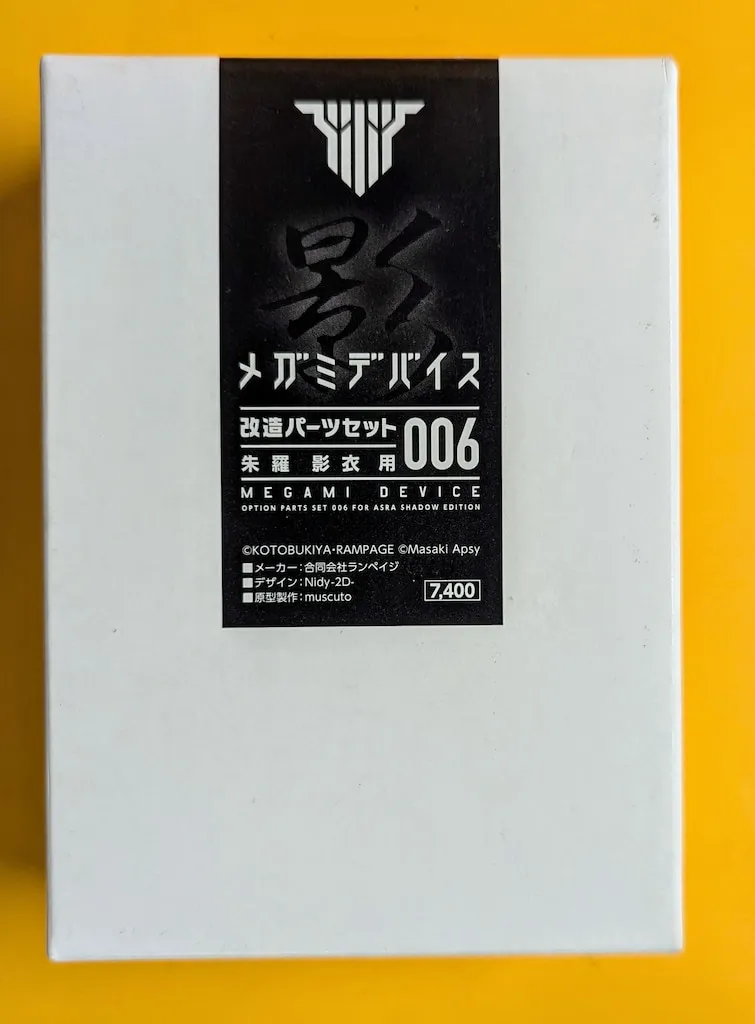 影
メガミデバイス
改造パーツセット
朱羅 影衣用
006
MEGAMI DEVICE
OPTION PARTS SET 006 FOR ASRA SHADOW EDITION
©KOTOBUKIYA・RAMPAGE ©Masaki Apsy
■メーカー:合同会社ランペイジ
■デザイン:Nidy-2D-
■原型製作:muscuto
7,400